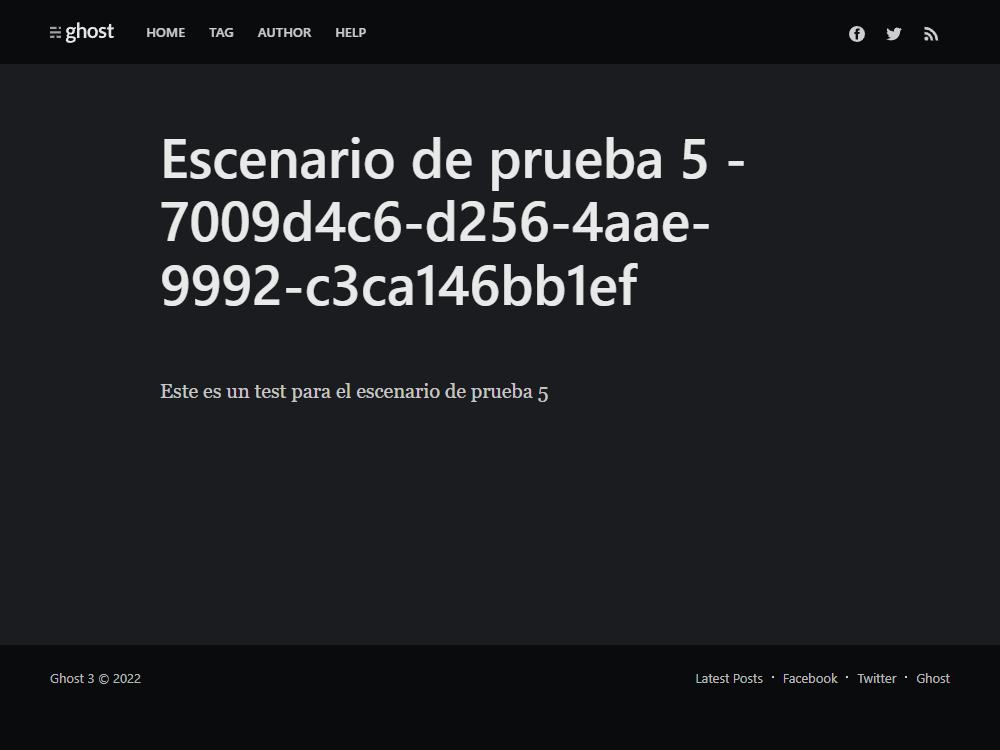 ghost HOME TAG AUTHOR HELP
Escenario de prueba 5 -
7009d4c6-d256-4aae-
9992-c3ca146bb1ef
Este es un test para el escenario de prueba 5
Ghost 3 © 2022 Latest Posts · Facebook · Twitter · Ghost